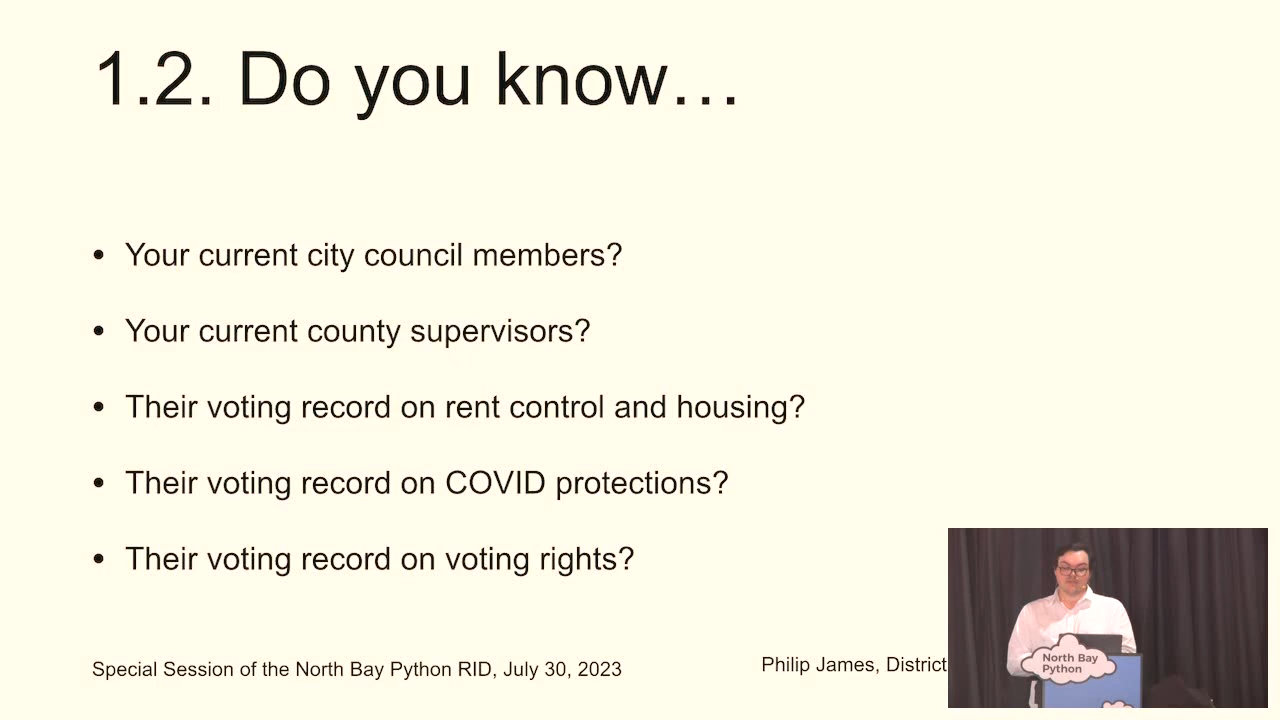 1.2. Do you know…
• Your current city council members?
• Your current county supervisors?
• Their voting record on rent control and housing?
• Their voting record on COVID protections?
• Their voting record on voting rights?
Special Session of the North Bay Python RID, July 30, 2023
Philip James, District
North Bay
Python